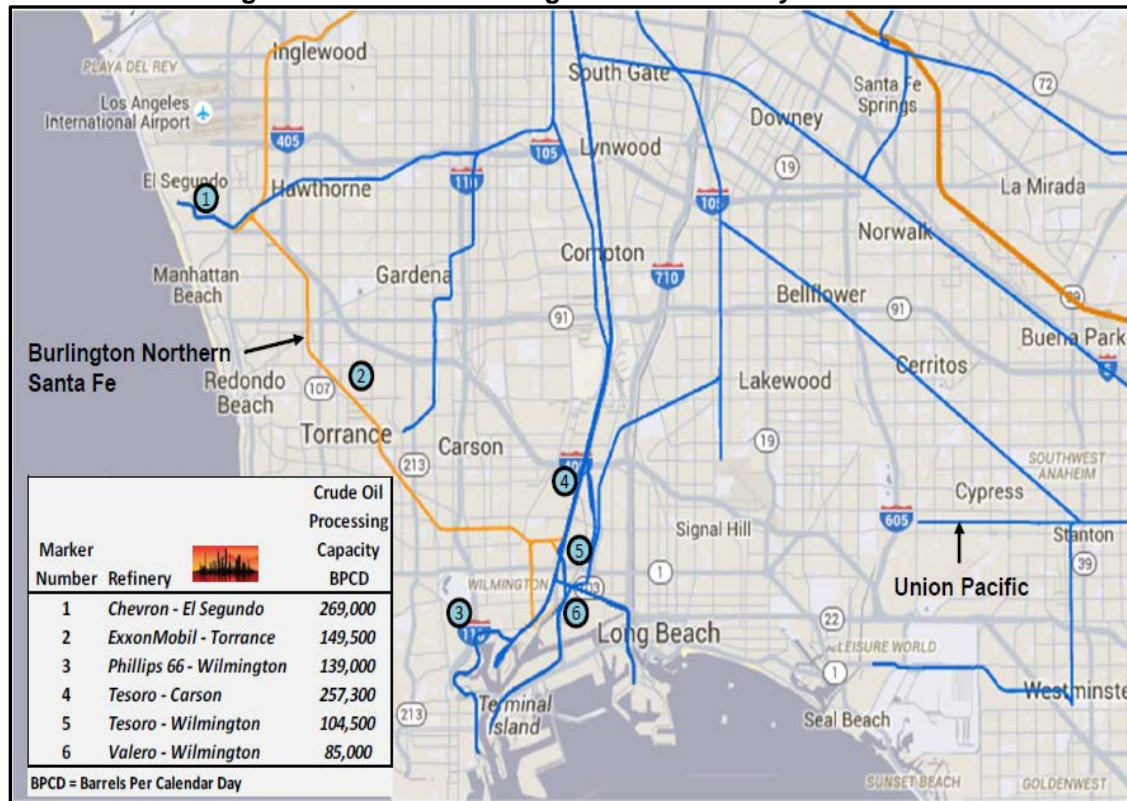 Inglewood
PLAYA DEL REY
Los Angeles
International Airport
405
South Gate
Santa Fe
Springs
72
Downey
105
Lynwood
19
110
La Mirada
El Segundo
1
Hawthorne
105
Norwalk
Compton
Manhattan
Beach
Gardena
710
Bellflower
91
91
Buena Park
5
Burlington Northern
Santa Fe
Cerritos
2
Redondo
Beach
107
Lakewood
Torrance
Carson
213
19
SOUTHWEST
ANAHEIM
405
4
Cypress
605
Signal Hill
Stanton
39
5
WILMINGTON
103
1
Union Pacific
3
6
110
Long Beach
22
LEISURE WORLD
1
Westminste
213
Terminal
Island
Seal Beach
SUNSET BEACH
GOLDENWEST
Crude Oil
Processing
Marker Capacity
Number Refinery BPCD
1 Chevron - El Segundo 269,000
2 ExxonMobil - Torrance 149,500
3 Phillips 66 - Wilmington 139,000
4 Tesoro - Carson 257,300
5 Tesoro - Wilmington 104,500
6 Valero - Wilmington 85,000
BPCD = Barrels Per Calendar Day